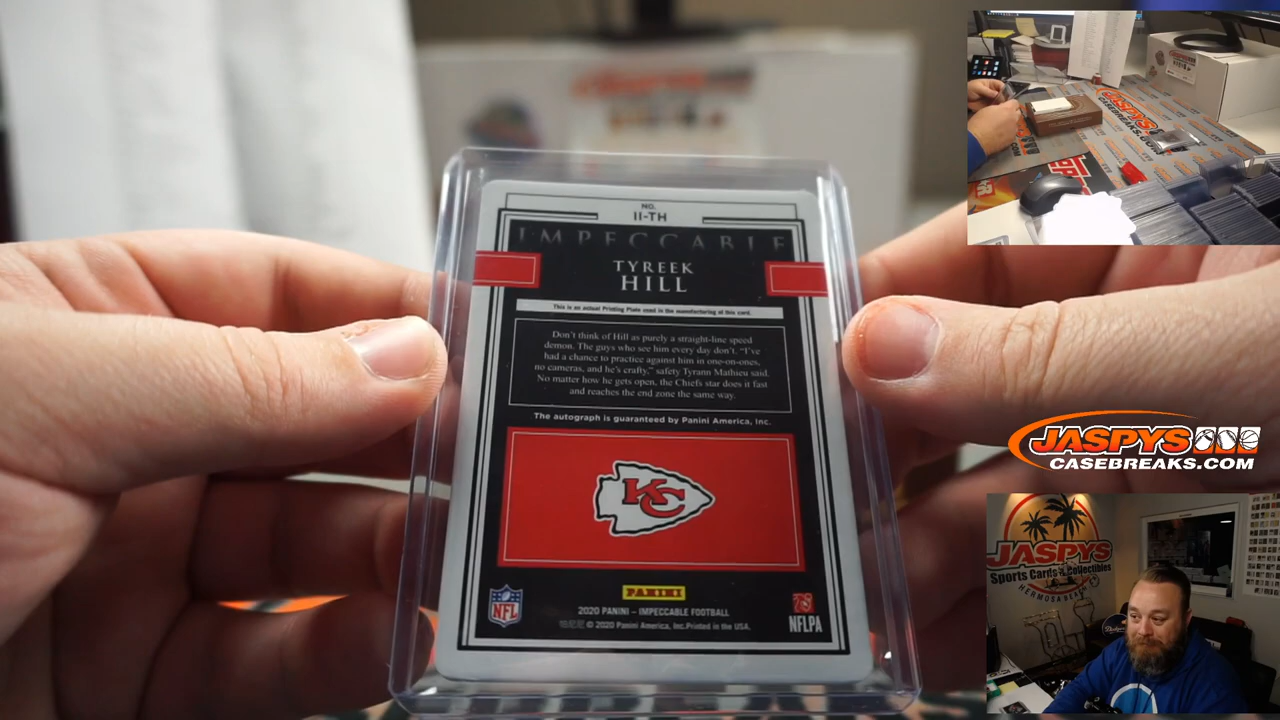 NO.
II-TH
IMPECCABLE
TYREEK
HILL
This is an actual Printing Plate used in the manufacturing of this card.
Don't think of Hill as purely a straight-line speed
demon. The guys who see him every day don't. "I've
had a chance to practice against him in one-on-ones,
no cameras, and he's crafty," safety Tyrann Mathieu said.
No matter how he gets open, the Chiefs star does it fast
and reaches the end zone the same way.
The autograph is guaranteed by Panini America, Inc.
KC
NFL
PANINI
2020 PANINI – IMPECCABLE FOOTBALL
© 2020 Panini America, Inc. Printed in the USA.
NFLPA
JASPYS
CASEBREAKS.COM
JASPYS
CASEBREAKS.COM
JASPYS
Sports Cards & Collectibles
HERMOSA BEACH